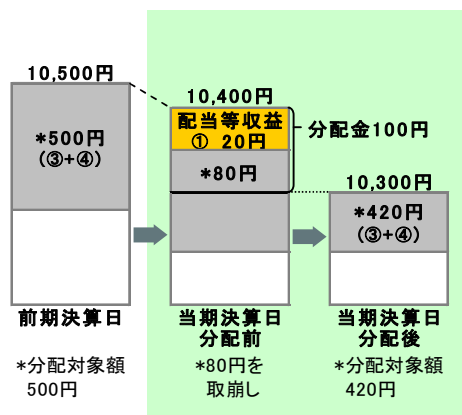 10,500円
*500円
(③+④)
前期決算日
*分配対象額
500円
10,400円
配当等収益
① 20円
*80円
分配金100円
当期決算日
分配前
*80円を
取崩し
10,300円
*420円
(③+④)
当期決算日
分配後
*分配対象額
420円